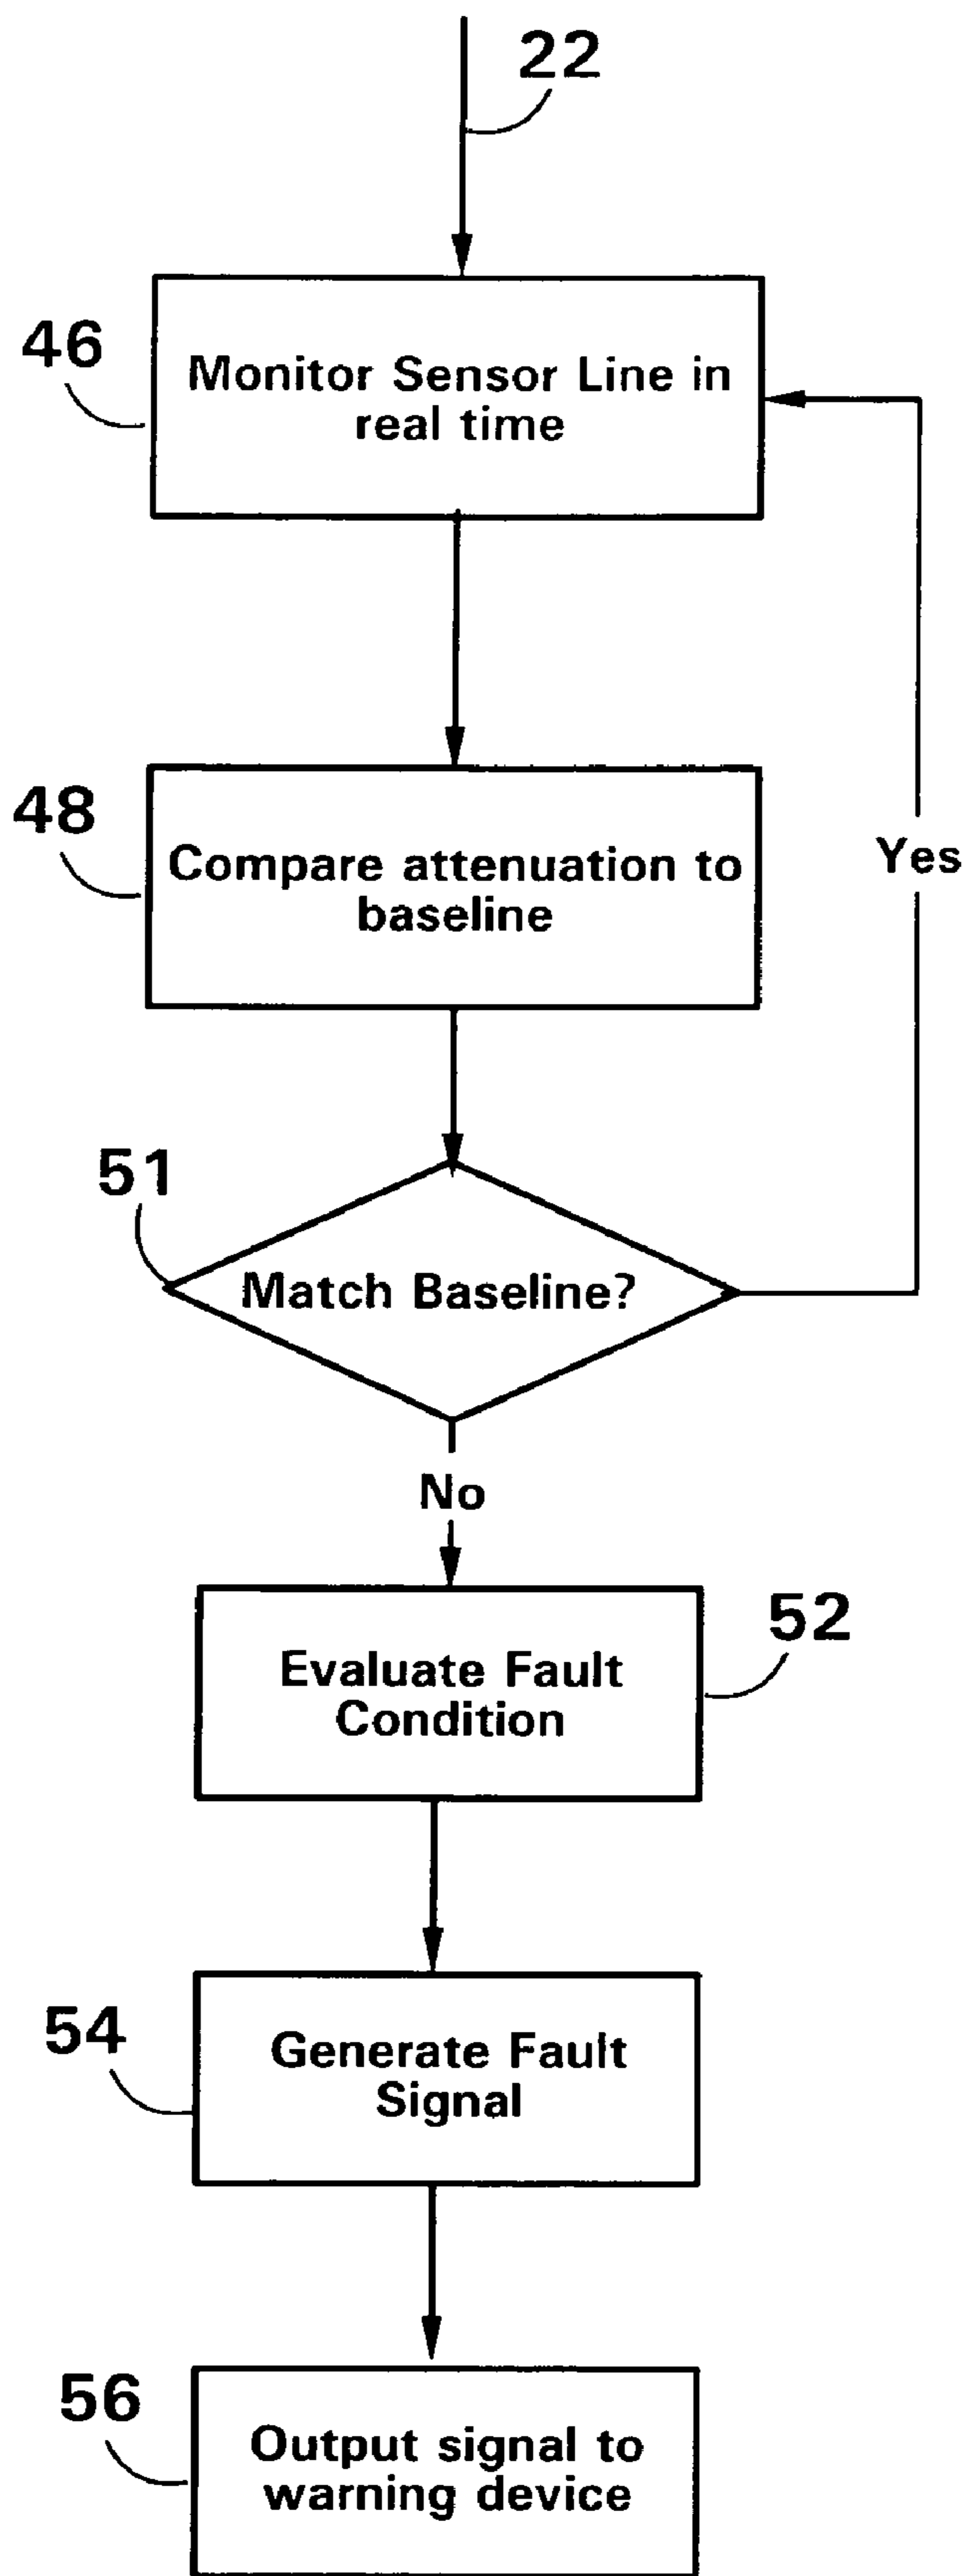 22
46
Monitor Sensor Line in
real time
48
Compare attenuation to
baseline
Yes
51
Match Baseline?
No
52
Evaluate Fault
Condition
54
Generate Fault
Signal
56
Output signal to
warning device